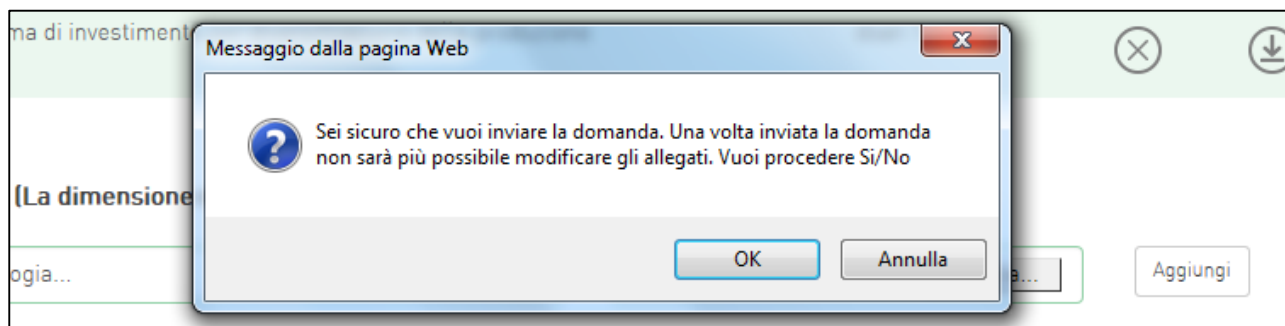 ma di investiment
Messaggio dalla pagina Web
Sei sicuro che vuoi inviare la domanda. Una volta inviata la domanda
non sarà più possibile modificare gli allegati. Vuoi procedere Si/No
(La dimensione
OK
Annulla
ogia...
a...
Aggiungi